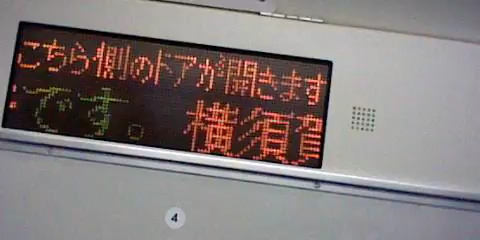 こちら側のドアが開きます
です。 横須賀
4